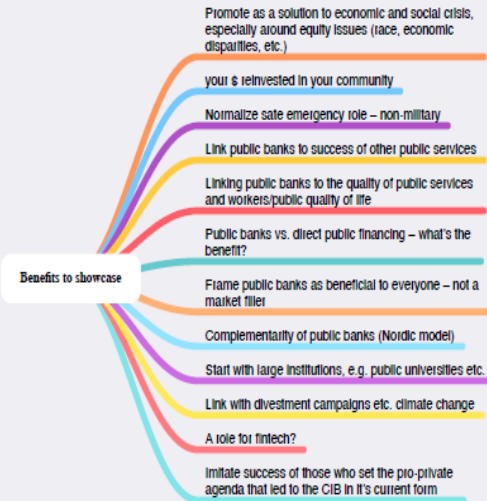 Promote as a solution to economic and social crisis,
especially around equity issues (race, economic
disparities, etc.)
your $ reinvested in your community
Normalize safe emergency role – non-military
Link public banks to success of other public services
Linking public banks to the quality of public services
and workers/public quality of life
Public banks vs. direct public financing – what's the
benefit?
Benefits to showcase
Frame public banks as beneficial to everyone – not a
market filler
Complementarity of public banks (Nordic model)
Start with large institutions, e.g. public universities etc.
Link with divestment campaigns etc. climate change
A role for fintech?
Imitate success of those who set the pro-private
agenda that led to the CIB in it's current form